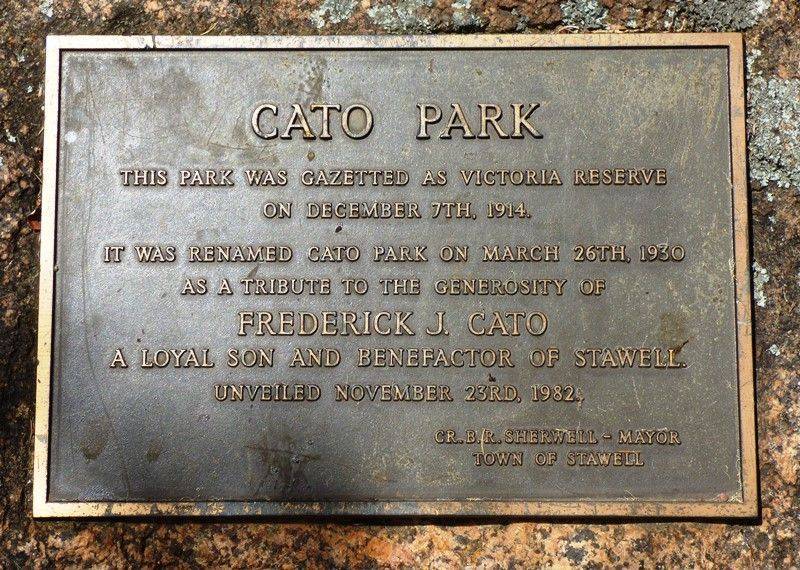 CATO PARK
THIS PARK WAS GAZETTED AS VICTORIA RESERVE
ON DECEMBER 7TH, 1914.
IT WAS RENAMED CATO PARK ON MARCH 26TH, 1930
AS A TRIBUTE TO THE GENEROSITY OF
FREDERICK J. CATO
A LOYAL SON AND BENEFACTOR OF STAWELL.
UNVEILED NOVEMBER 23RD, 1982.
CR. B. R. SHERWELL - MAYOR
TOWN OF STAWELL